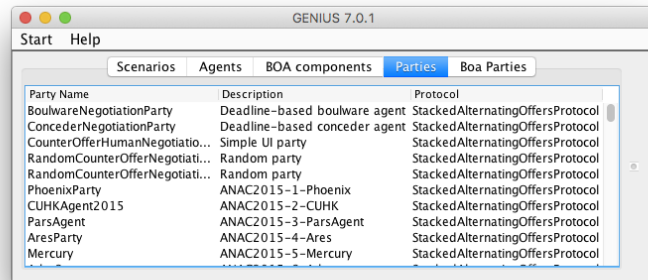 GENIUS 7.0.1
Start Help
Scenarios Agents BOA components Parties Boa Parties
Party Name Description Protocol
BoulwareNegotiationParty Deadline-based boulware agent StackedAlternatingOffersProtocol
ConcederNegotiationParty Deadline-based conceder agent StackedAlternatingOffersProtocol
CounterOfferHumanNegotiatio... Simple UI party StackedAlternatingOffersProtocol
RandomCounterOfferNegotiati... Random party StackedAlternatingOffersProtocol
RandomCounterOfferNegotiati... Random party StackedAlternatingOffersProtocol
PhoenixParty ANAC2015-1-Phoenix StackedAlternatingOffersProtocol
CUHKAgent2015 ANAC2015-2-CUHK StackedAlternatingOffersProtocol
ParsAgent ANAC2015-3-ParsAgent StackedAlternatingOffersProtocol
AresParty ANAC2015-4-Ares StackedAlternatingOffersProtocol
Mercury ANAC2015-5-Mercury StackedAlternatingOffersProtocol